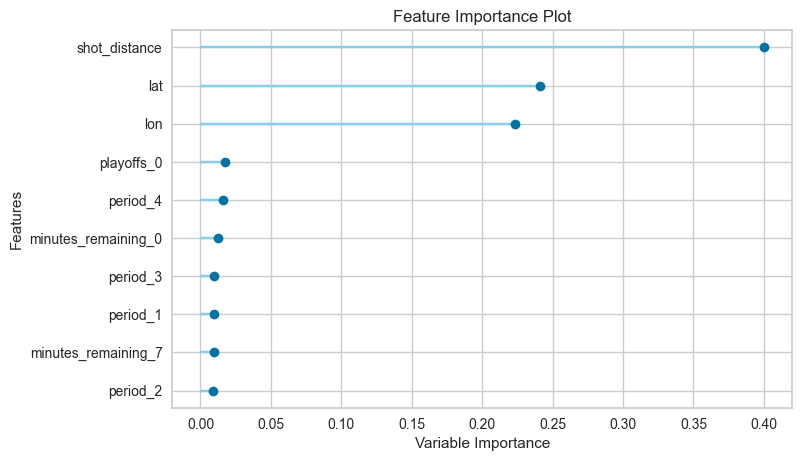 Feature Importance Plot
shot_distance
lat
lon
playoffs_0
period_4
minutes_remaining_0
period_3
period_1
minutes_remaining_7
period_2
Features
0.00 0.05 0.10 0.15 0.20 0.25 0.30 0.35 0.40
Variable Importance